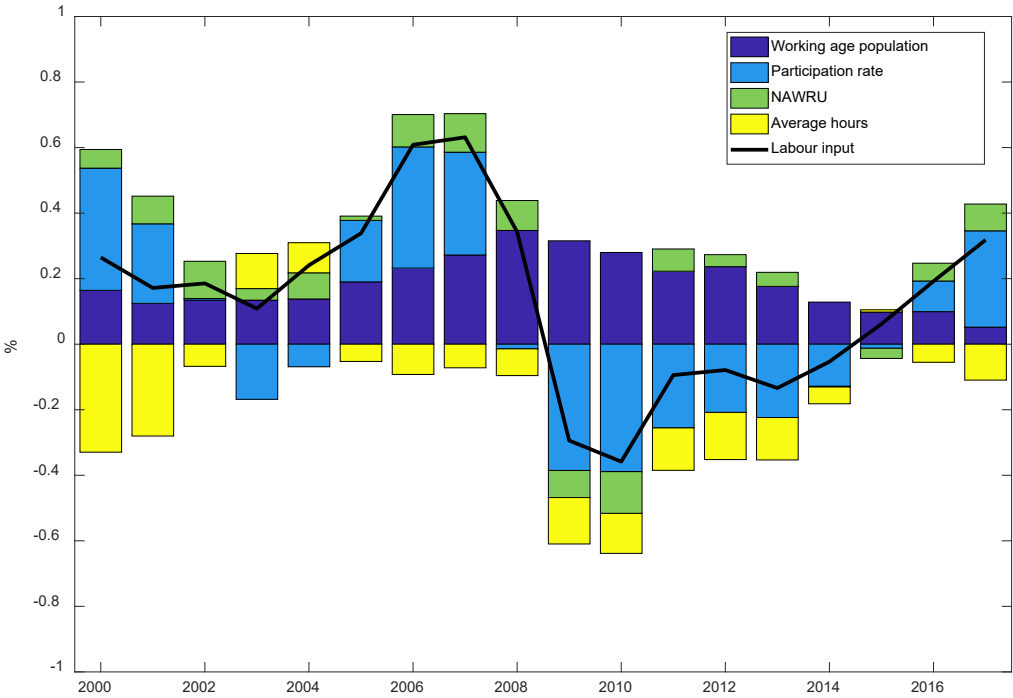 1
0.8
0.6
0.4
0.2
0
-0.2
-0.4
-0.6
-0.8
-1
%
Working age population
Participation rate
NAWRU
Average hours
Labour input
2000 2002 2004 2006 2008 2010 2012 2014 2016